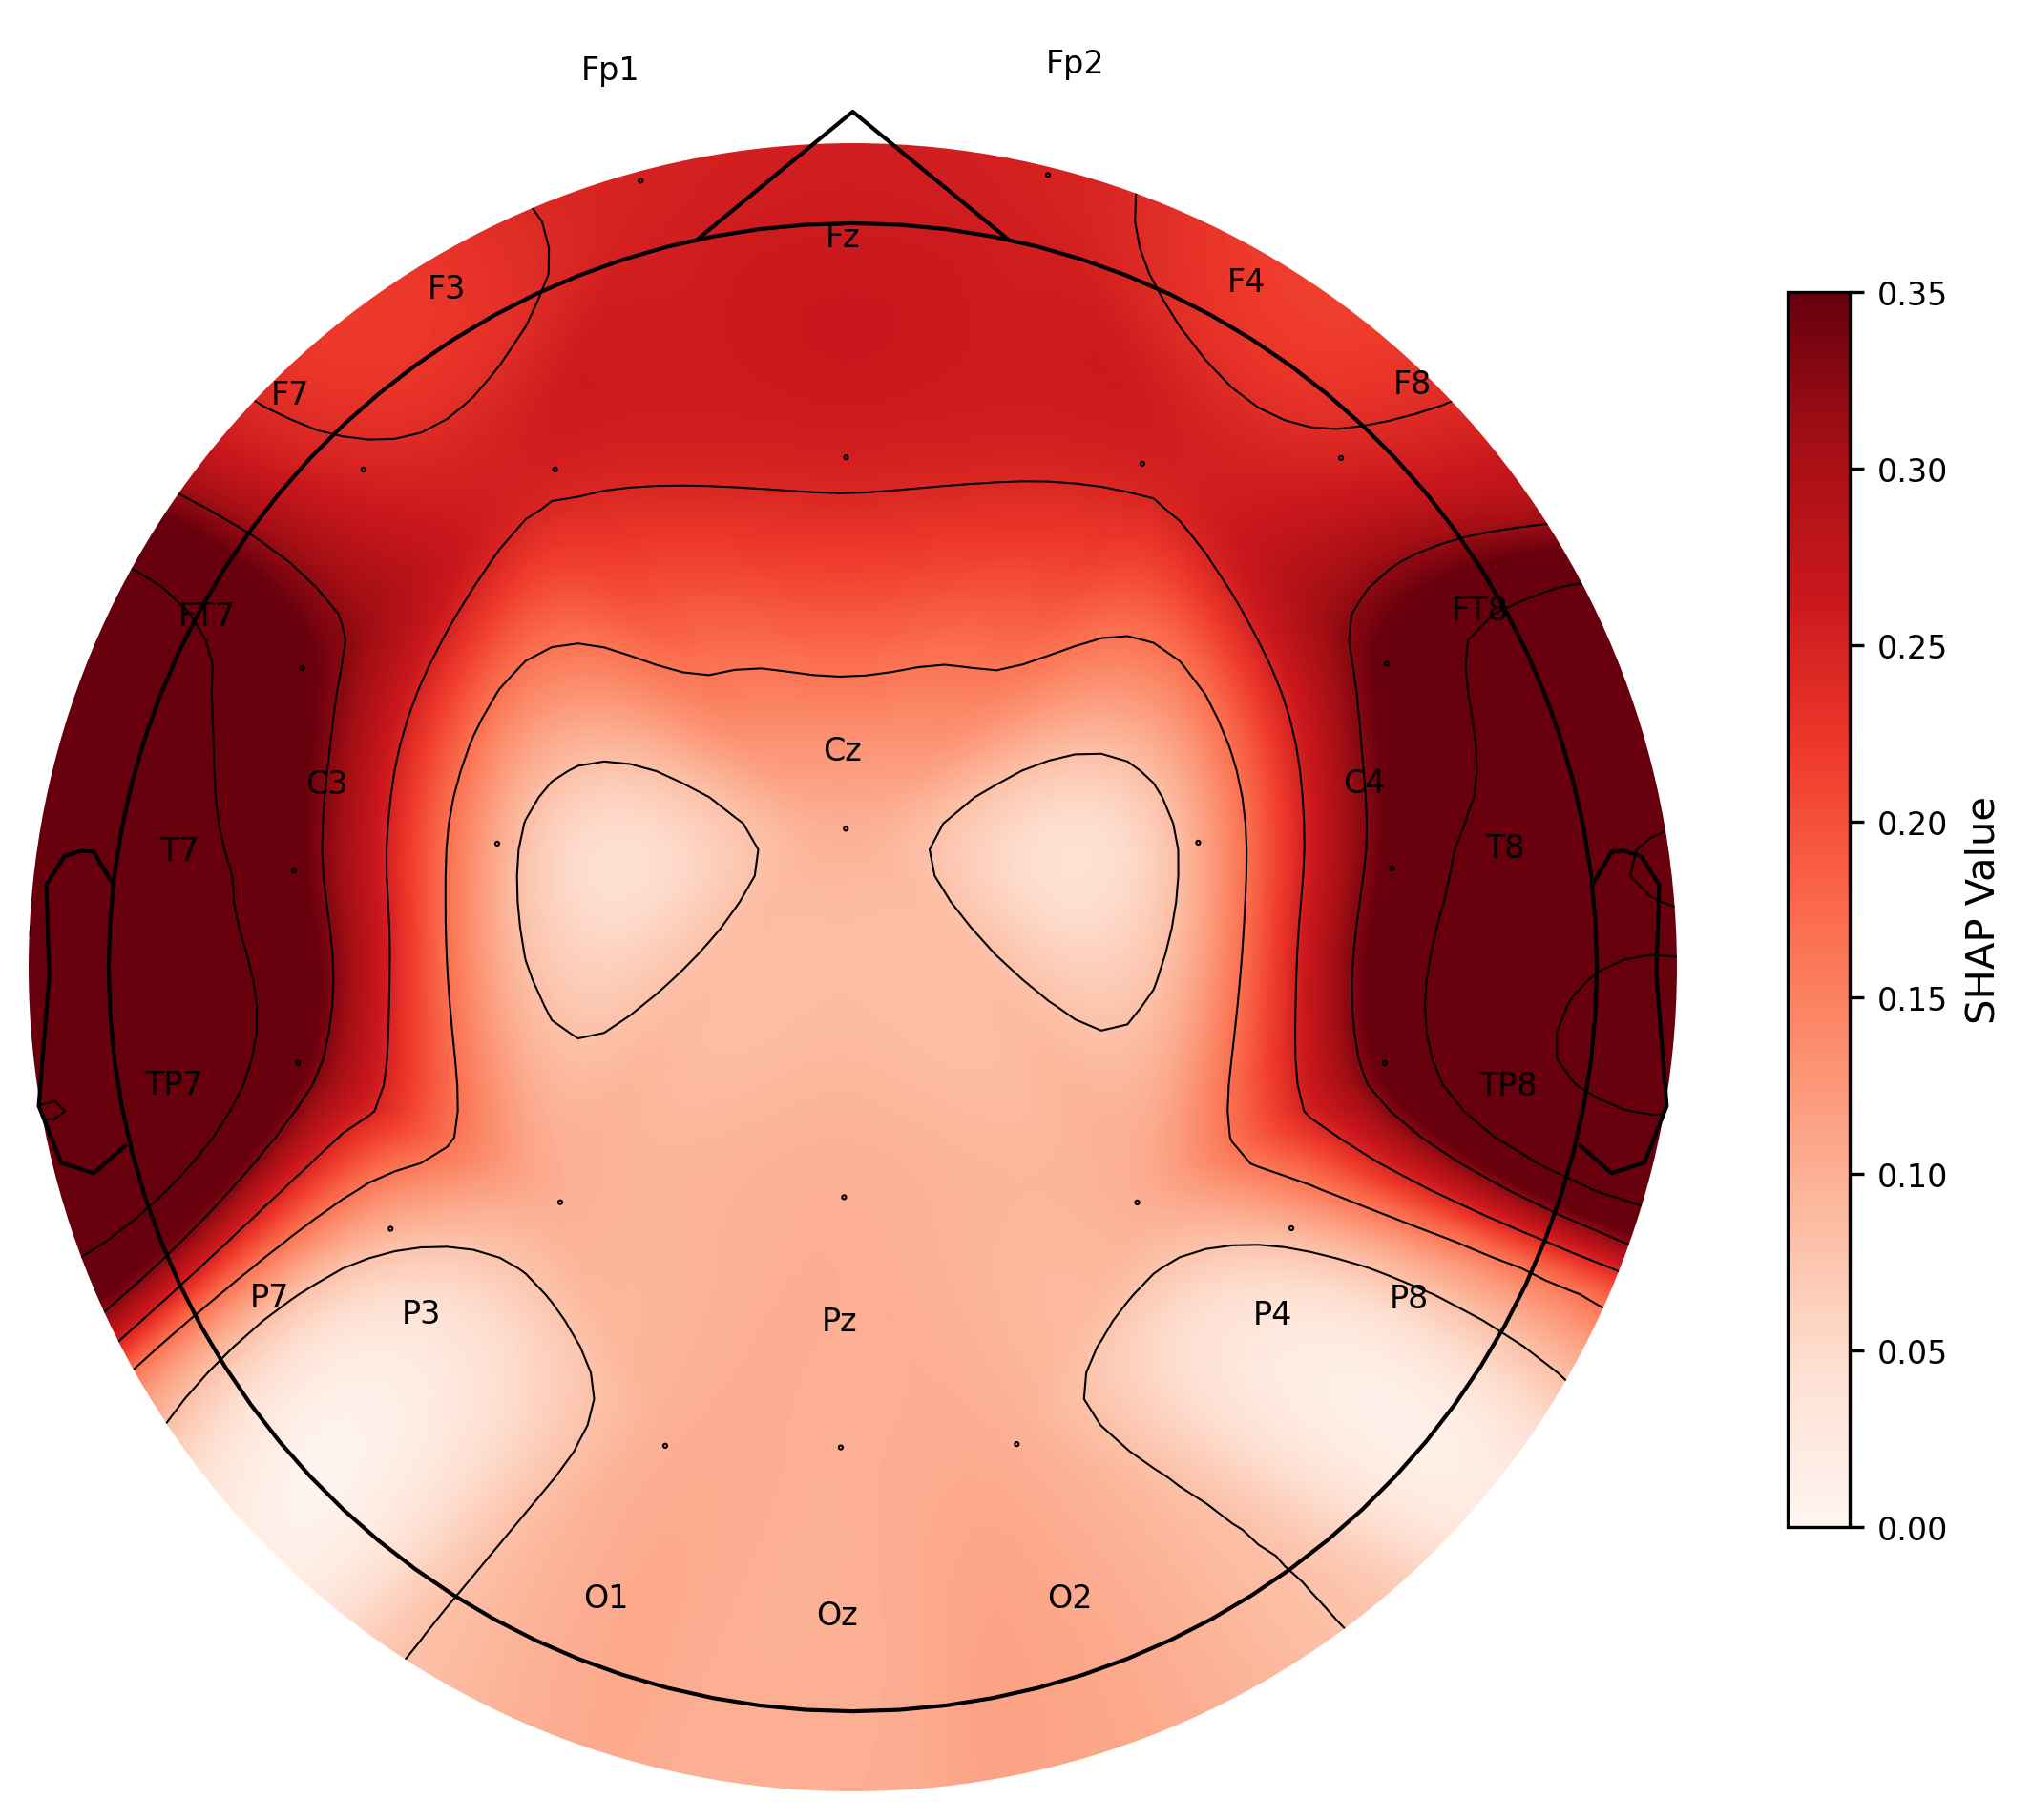 Fp1 Fp2
Fz
F3 F4
F7 F8
FT7 FT8
Cz
C3 C4
T7 T8
TP7 TP8
P7 P8
P3 P4
Pz
O1 O2
Oz
0.35
0.30
0.25
0.20
0.15
0.10
0.05
0.00
SHAP Value